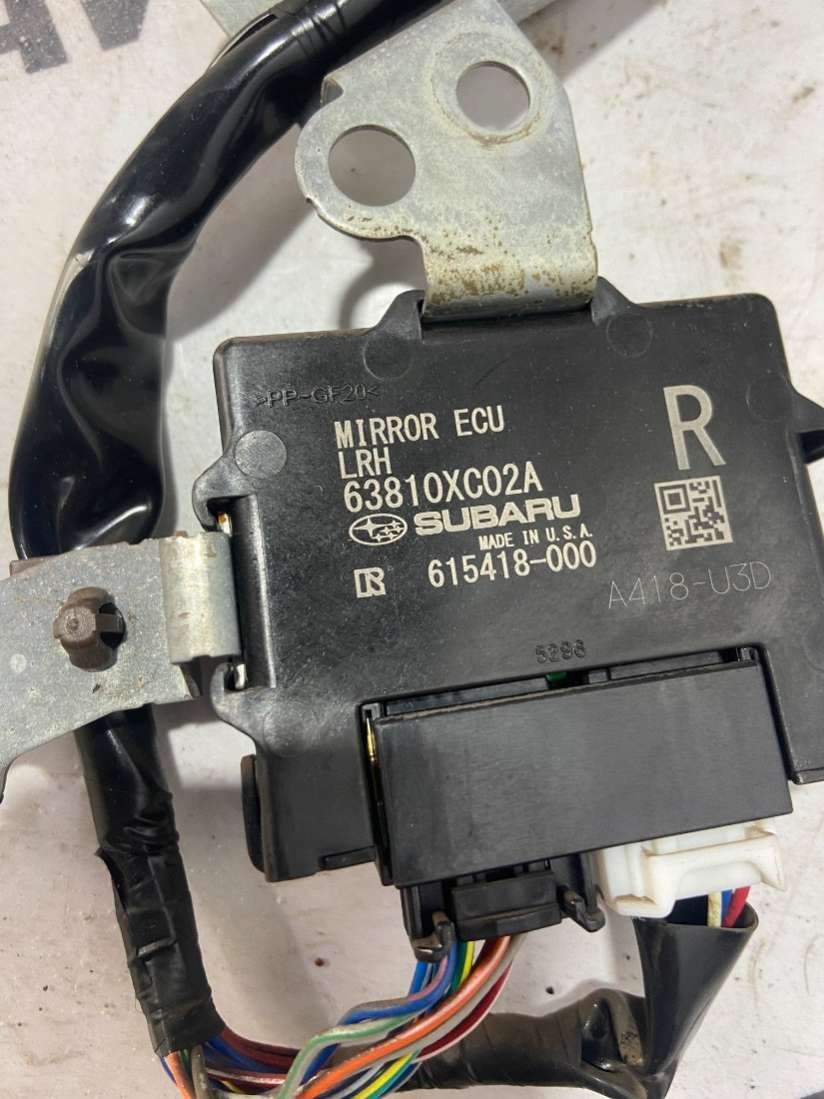 >PP-GF20<
MIRROR ECU
R
LRH
63810XC02A
SUBARU
MADE IN U.S.A.
615418-000
A418-U3D
5296